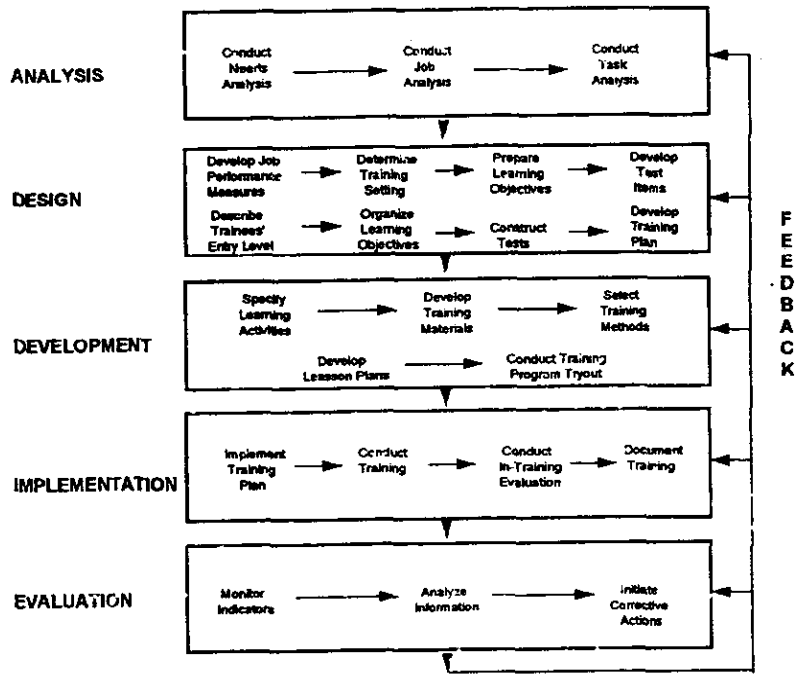 ANALYSIS
Conduct
Needs
Analysis
Conduct
Job
Analysis
Conduct
Task
Analysis
DESIGN
Develop Job
Performance
Measures
Determine
Training
Setting
Prepare
Learning
Objectives
Develop
Test
Items
Describe
Trainees'
Entry Level
Organize
Learning
Objectives
Construct
Tests
Develop
Training
Plan
DEVELOPMENT
Specify
Learning
Activities
Develop
Training
Materials
Select
Training
Methods
Develop
Leasson Plans
Conduct Training
Program Tryout
IMPLEMENTATION
Implement
Training
Plan
Conduct
Training
Conduct
In-Training
Evaluation
Document
Training
EVALUATION
Monitor
Indicators
Analyze
Information
Initiate
Corrective
Actions
FEEDBACK